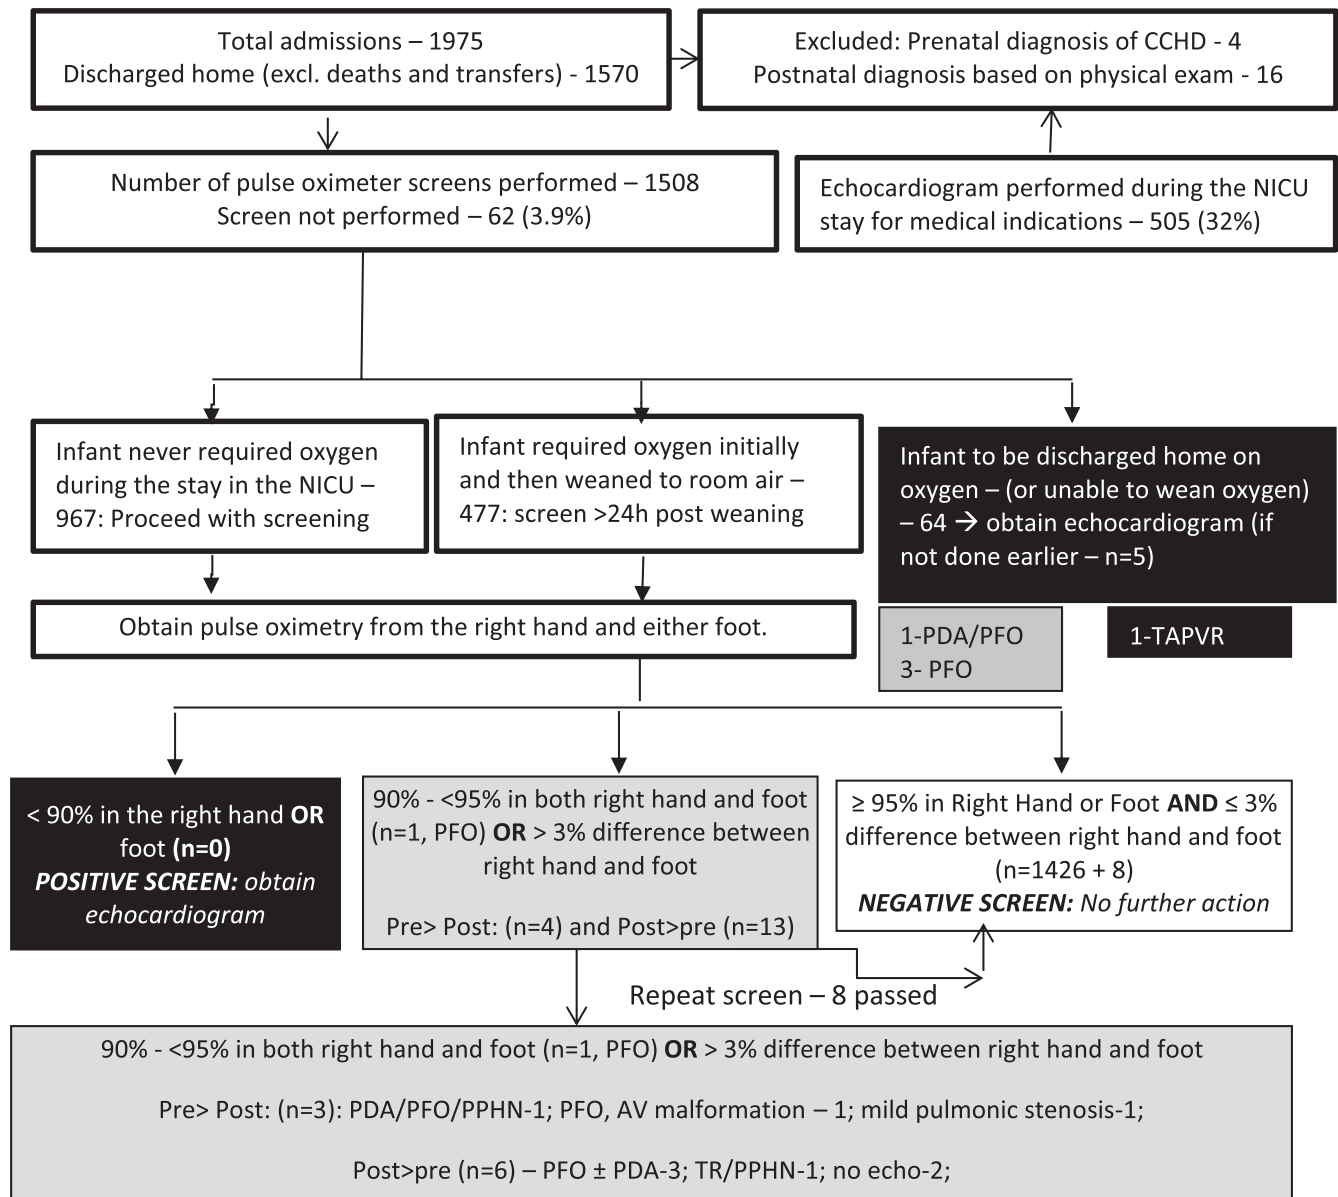 Total admissions – 1975
Discharged home (excl. deaths and transfers) - 1570
Excluded: Prenatal diagnosis of CCHD - 4
Postnatal diagnosis based on physical exam - 16
Number of pulse oximeter screens performed – 1508
Screen not performed – 62 (3.9%)
Echocardiogram performed during the NICU
stay for medical indications – 505 (32%)
Infant never required oxygen
during the stay in the NICU –
967: Proceed with screening
Infant required oxygen initially
and then weaned to room air –
477: screen >24h post weaning
Infant to be discharged home on
oxygen – (or unable to wean oxygen)
– 64 → obtain echocardiogram (if
not done earlier – n=5)
Obtain pulse oximetry from the right hand and either foot.
1-PDA/PFO
3- PFO
1-TAPVR
< 90% in the right hand OR
foot (n=0)
POSITIVE SCREEN: obtain
echocardiogram
90% - <95% in both right hand and foot
(n=1, PFO) OR > 3% difference between
right hand and foot
Pre> Post: (n=4) and Post>pre (n=13)
≥ 95% in Right Hand or Foot AND ≤ 3%
difference between right hand and foot
(n=1426 + 8)
NEGATIVE SCREEN: No further action
Repeat screen – 8 passed
90% - <95% in both right hand and foot (n=1, PFO) OR > 3% difference between right hand and foot
Pre> Post: (n=3): PDA/PFO/PPHN-1; PFO, AV malformation – 1; mild pulmonic stenosis-1;
Post>pre (n=6) – PFO ± PDA-3; TR/PPHN-1; no echo-2;